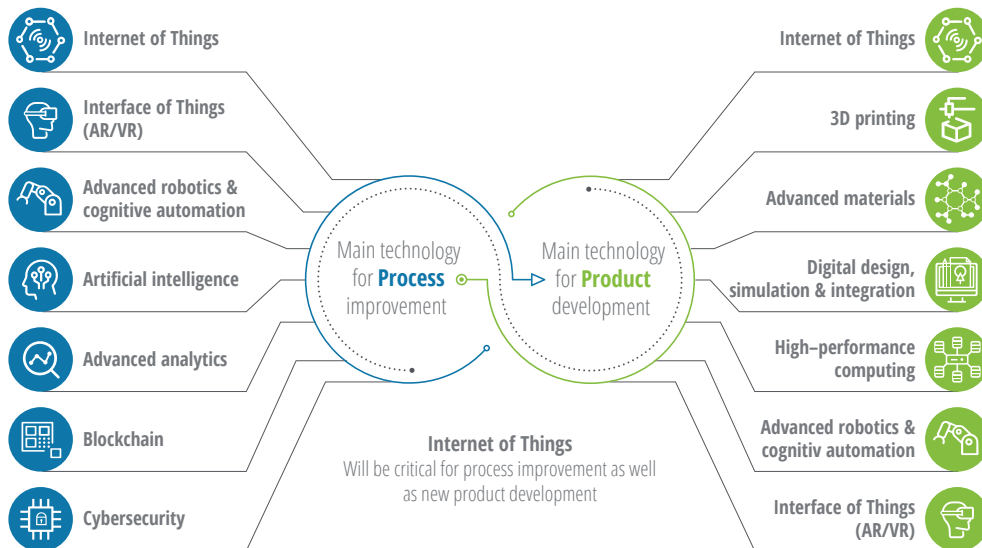 Internet of Things
Interface of Things
(AR/VR)
Advanced robotics &
cognitive automation
Artificial intelligence
Advanced analytics
Blockchain
Cybersecurity
Main technology
for Process
improvement
Main technology
for Product
development
Internet of Things
Will be critical for process improvement as well
as new product development
Internet of Things
3D printing
Advanced materials
Digital design,
simulation & integration
High–performance
computing
Advanced robotics &
cognitiv automation
Interface of Things
(AR/VR)